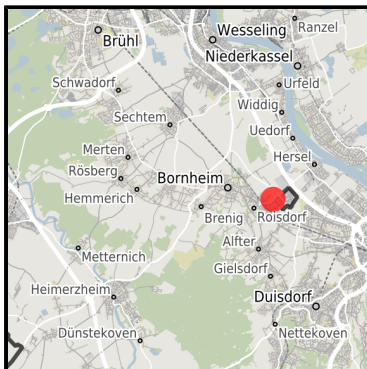 Ranzel
Wesseling
Brühl
Niederkassel
Schwadorf
Urfeld
Widdig
Sechtem
Uedorf
Merten
Hersel
Rösberg
Bornheim
Hemmerich
Brenig
Roisdorf
Alfter
Metternich
Gielsdorf
Heimerzheim
Duisdorf
Dünstekoven
Nettekoven